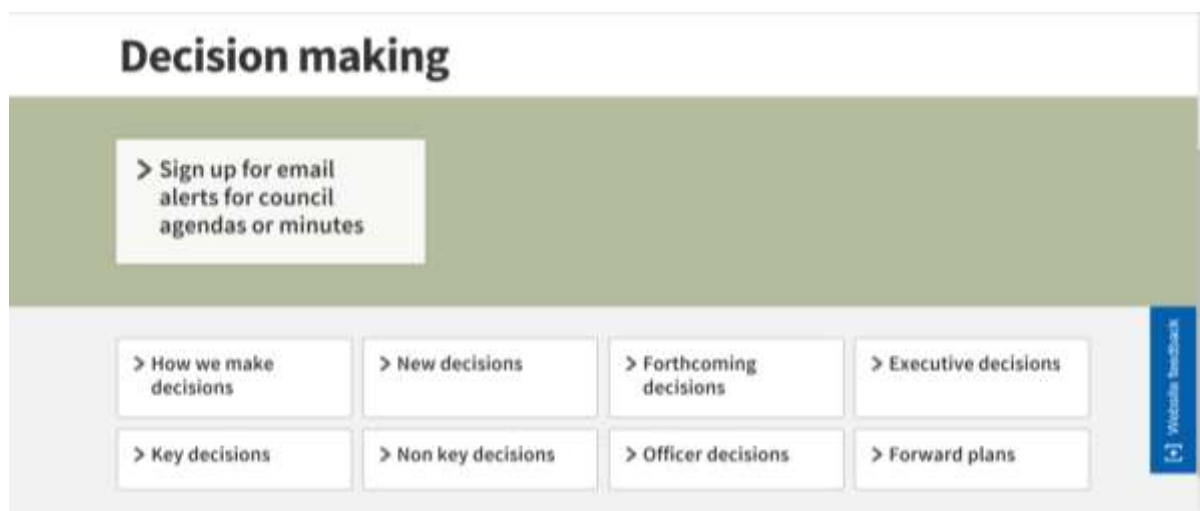 Decision making
> Sign up for email
alerts for council
agendas or minutes
> How we make
decisions
> New decisions
> Forthcoming
decisions
> Executive decisions
> Key decisions
> Non key decisions
> Officer decisions
> Forward plans
[+] Website feedback